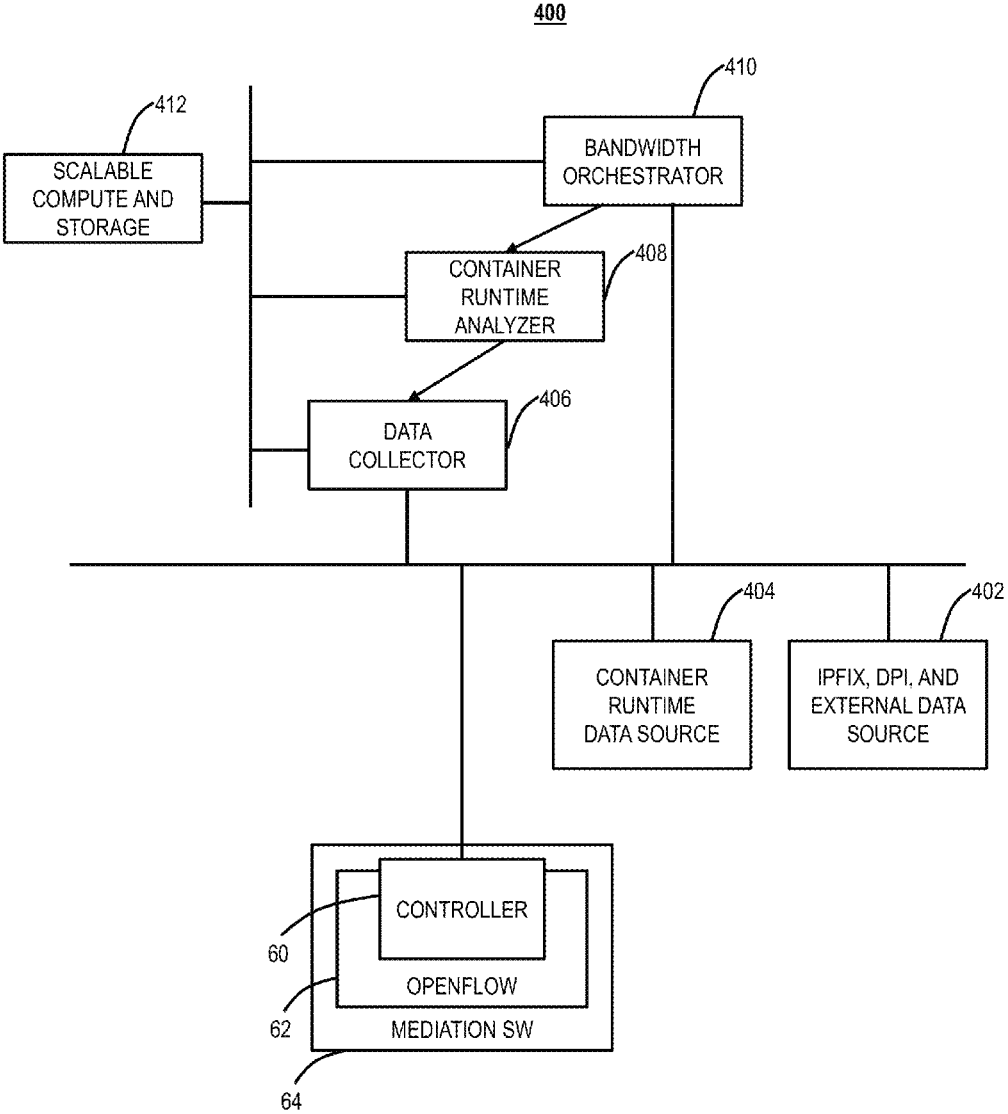 400
410
412
SCALABLE
COMPUTE AND
STORAGE
BANDWIDTH
ORCHESTRATOR
408
CONTAINER
RUNTIME
ANALYZER
406
DATA
COLLECTOR
404
402
CONTAINER
RUNTIME
DATA SOURCE
IPFIX, DPI, AND
EXTERNAL DATA
SOURCE
CONTROLLER
60
OPENFLOW
62
MEDIATION SW
64